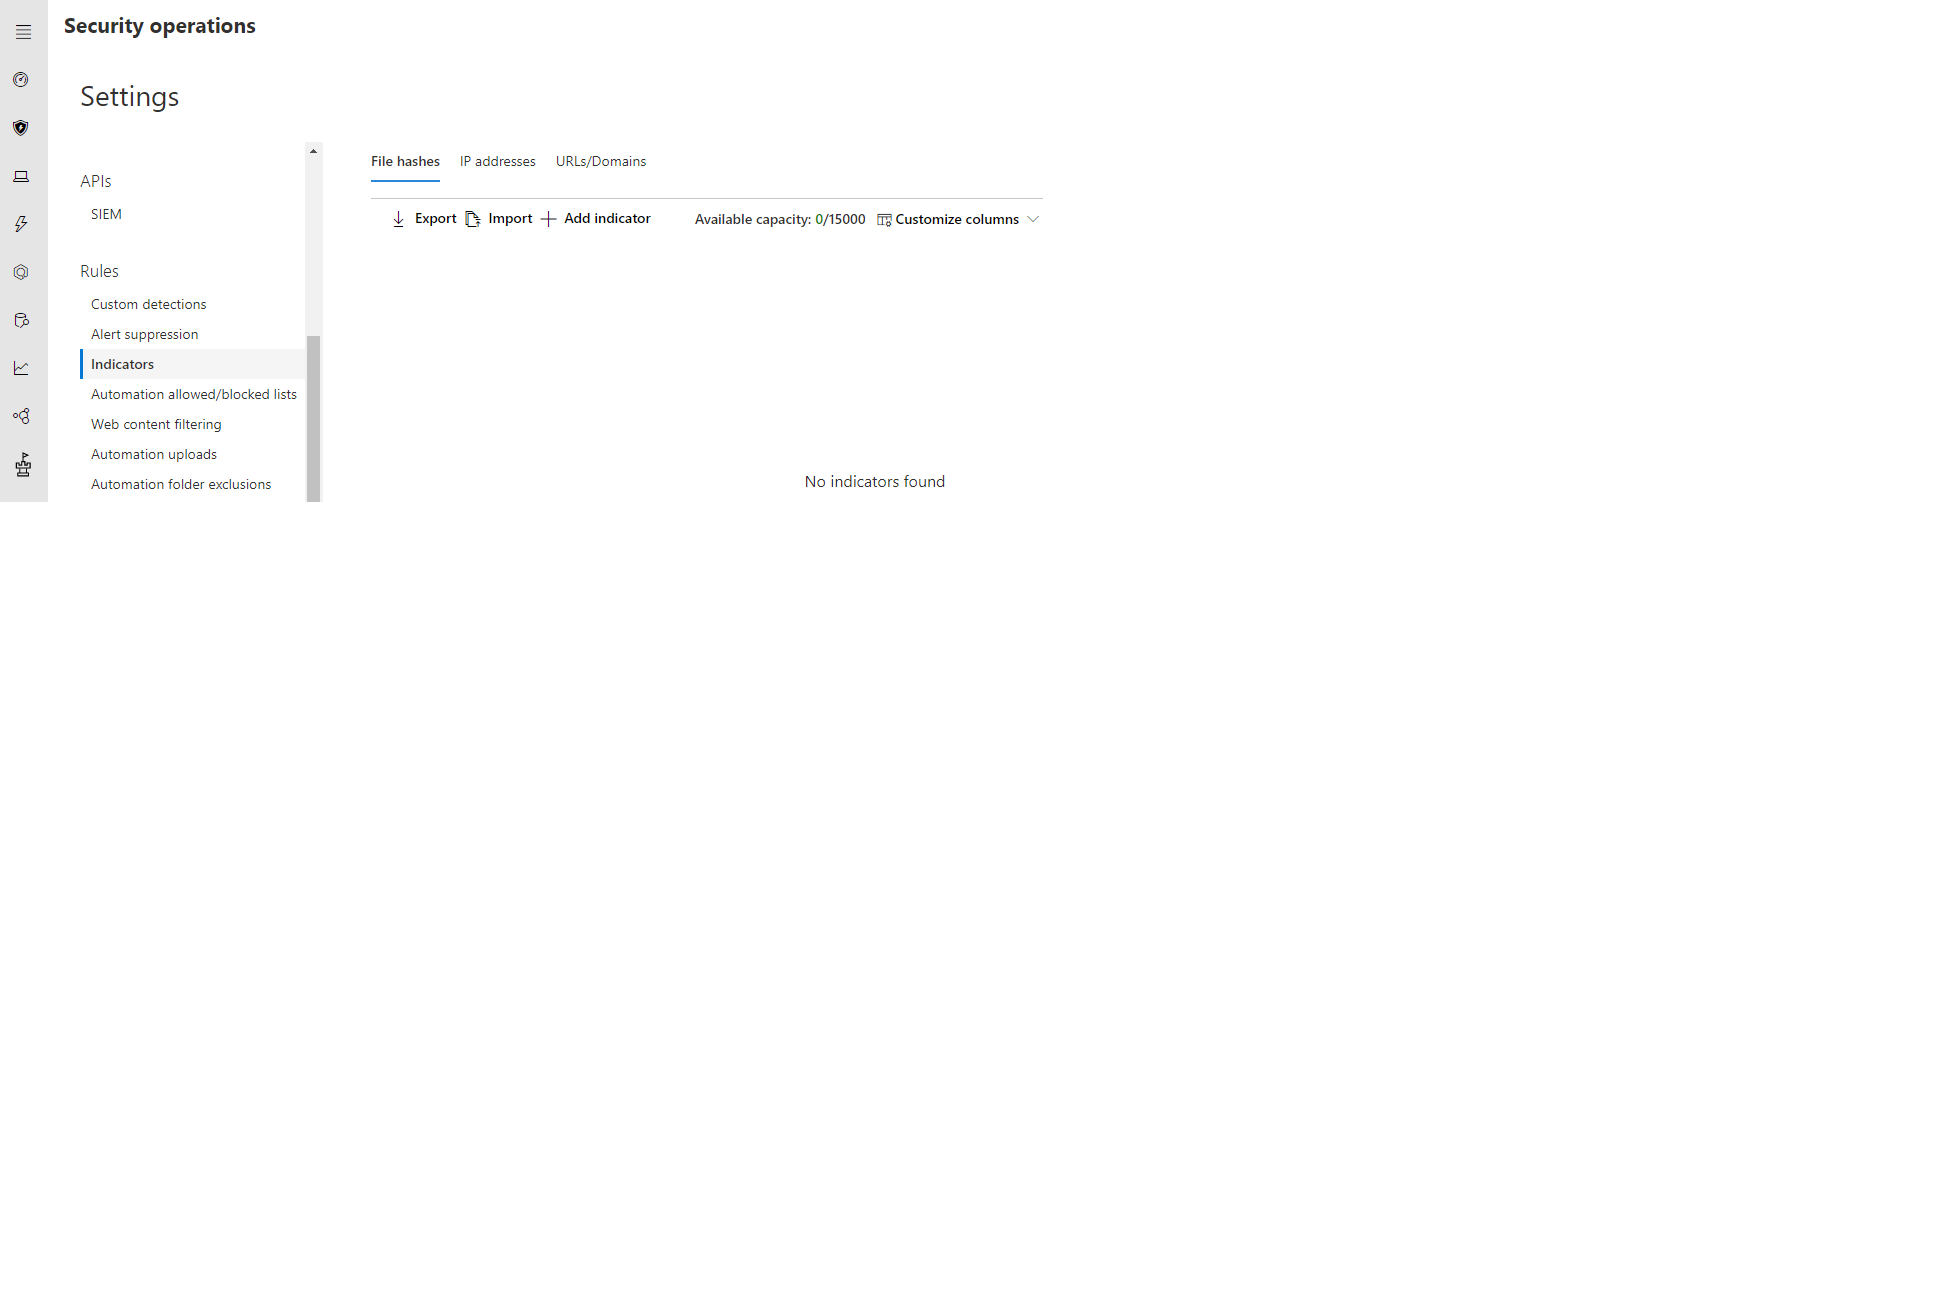 Security operations
Settings
APIs
SIEM
Rules
Custom detections
Alert suppression
Indicators
Automation allowed/blocked lists
Web content filtering
Automation uploads
Automation folder exclusions
File hashes IP addresses URLs/Domains
Export Import Add indicator Available capacity: 0/15000 Customize columns
No indicators found